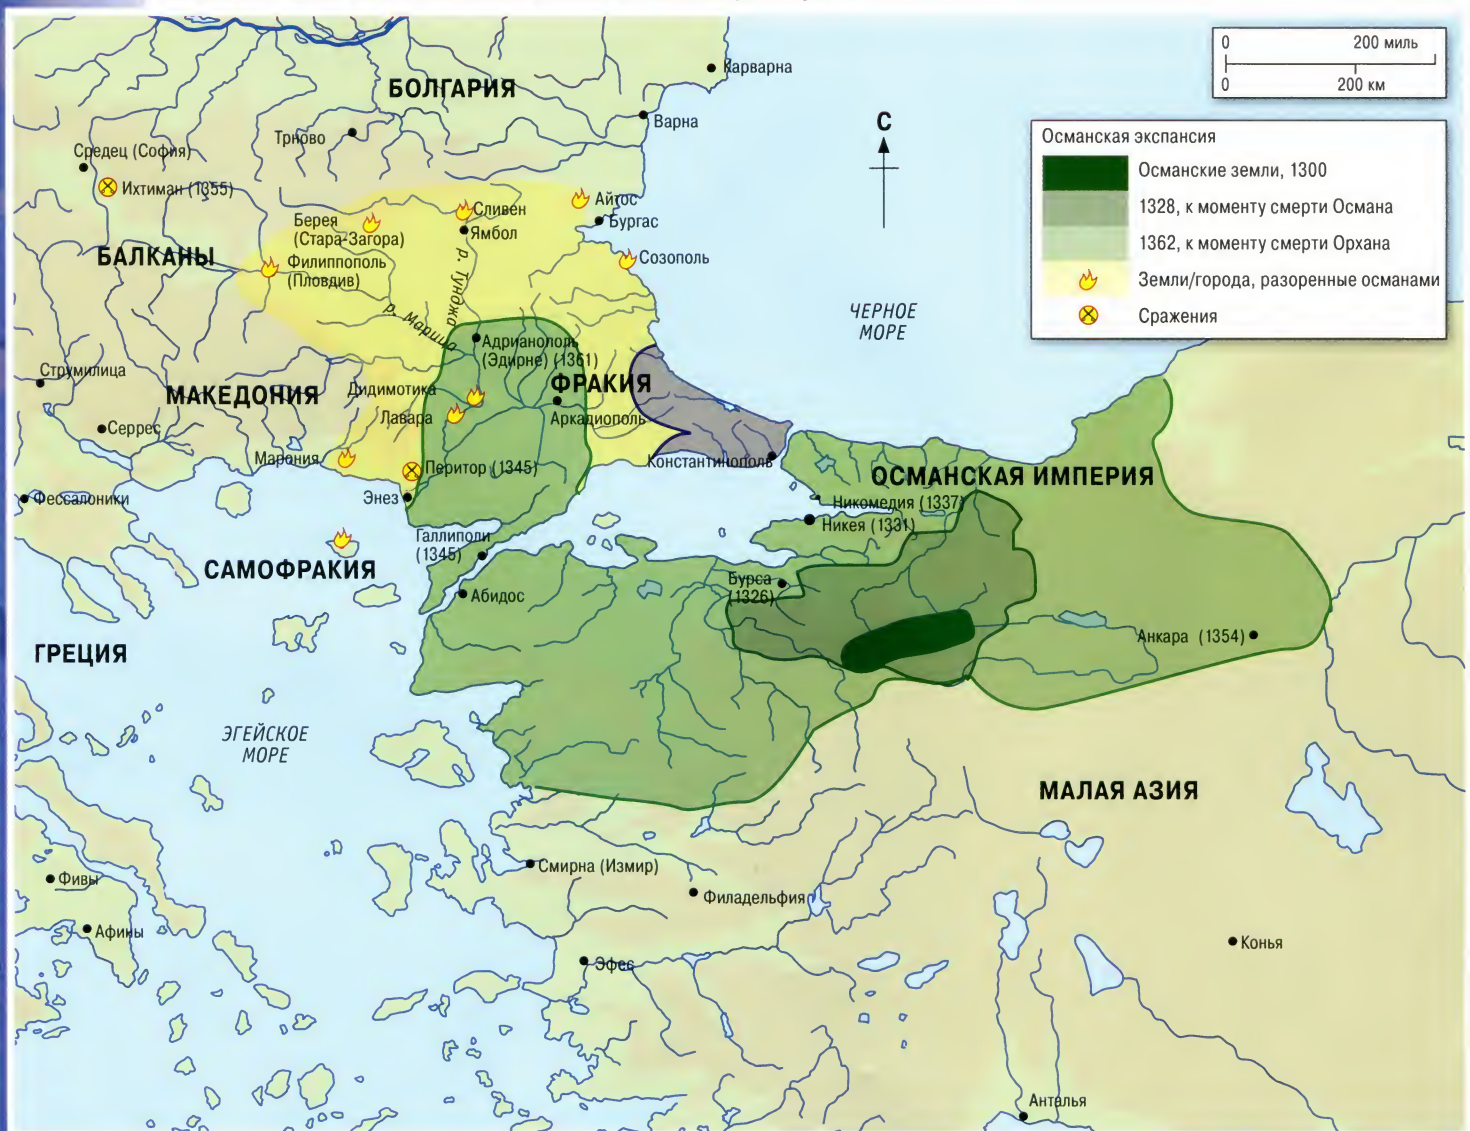 0 200 миль
0 200 км
Османская экспансия
Османские земли, 1300
1328, к моменту смерти Османа
1362, к моменту смерти Орхана
Земли/города, разоренные османами
Сражения
С
БОЛГАРИЯ
Карварна
Варна
Трново
Средец (София)
Ихтиман (1355)
Айтос
Бургас
Сливен
Ямбол
Берея
(Стара-Загора)
БАЛКАНЫ
Филиппополь
(Пловдив)
Созополь
р. Тунджа
р. Марица
ЧЕРНОЕ
МОРЕ
Адрианополь
(Эдирне) (1361)
Струмилица
МАКЕДОНИЯ
Дидимотика
ФРАКИЯ
Лавара
Аркадиополь
Серрес
Марония
Перитор (1345)
Константинополь
ОСМАНСКАЯ ИМПЕРИЯ
Фессалоники
Энез
Никомедия (1337)
Никея (1331)
Галлиполи
(1345)
САМОФРАКИЯ
Бурса
(1326)
Абидос
Анкара (1354)
ГРЕЦИЯ
ЭГЕЙСКОЕ
МОРЕ
МАЛАЯ АЗИЯ
Смирна (Измир)
Фивы
Филадельфия
Афины
Конья
Эфес
Анталья